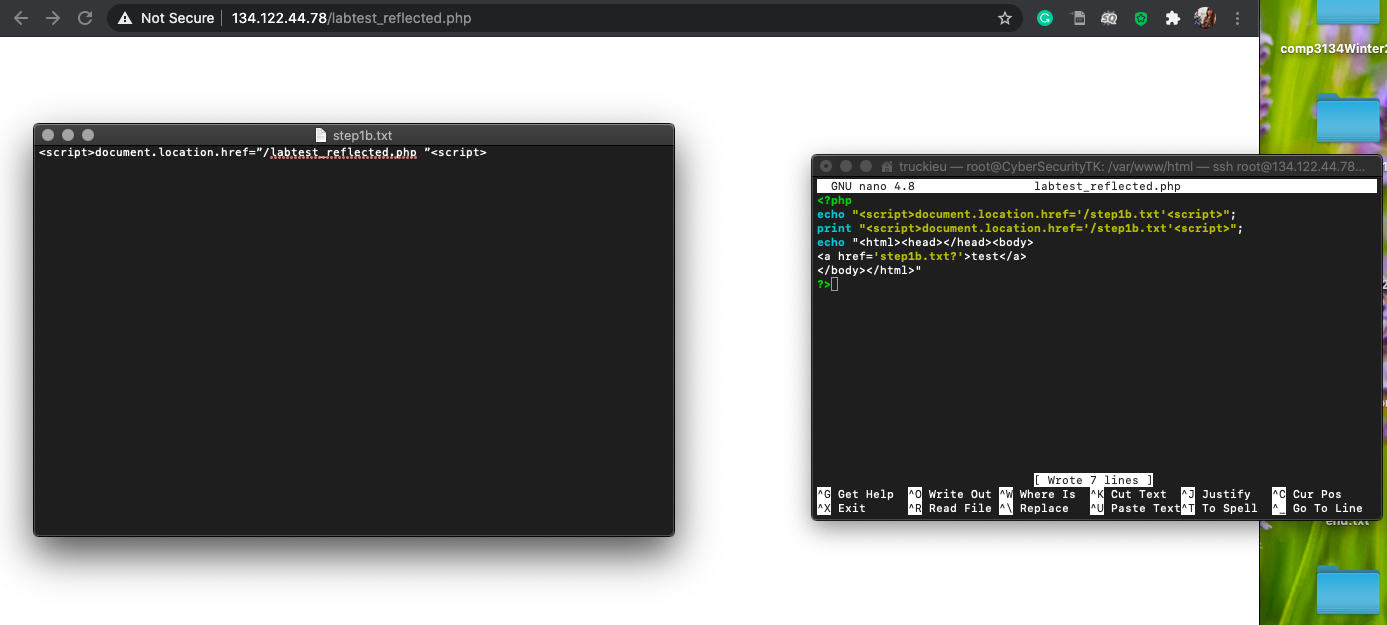 Not Secure 134.122.44.78/labtest_reflected.php
comp3134Winter2
step1b.txt
<script>document.location.href=”/labtest_reflected.php ”<script>
truckieu — root@CyberSecurityTK: /var/www/html — ssh root@134.122.44.78...
GNU nano 4.8 labtest_reflected.php
<?php
echo "<script>document.location.href='/step1b.txt'<script>";
print "<script>document.location.href='/step1b.txt'<script>";
echo "<html><head></head><body>
<a href='step1b.txt?'>test</a>
</body></html>"
?>
[ Wrote 7 lines ]
^G Get Help ^O Write Out ^W Where Is ^K Cut Text ^J Justify ^C Cur Pos
^X Exit ^R Read File ^\ Replace ^U Paste Text ^T To Spell ^_ Go To Line
end.txt